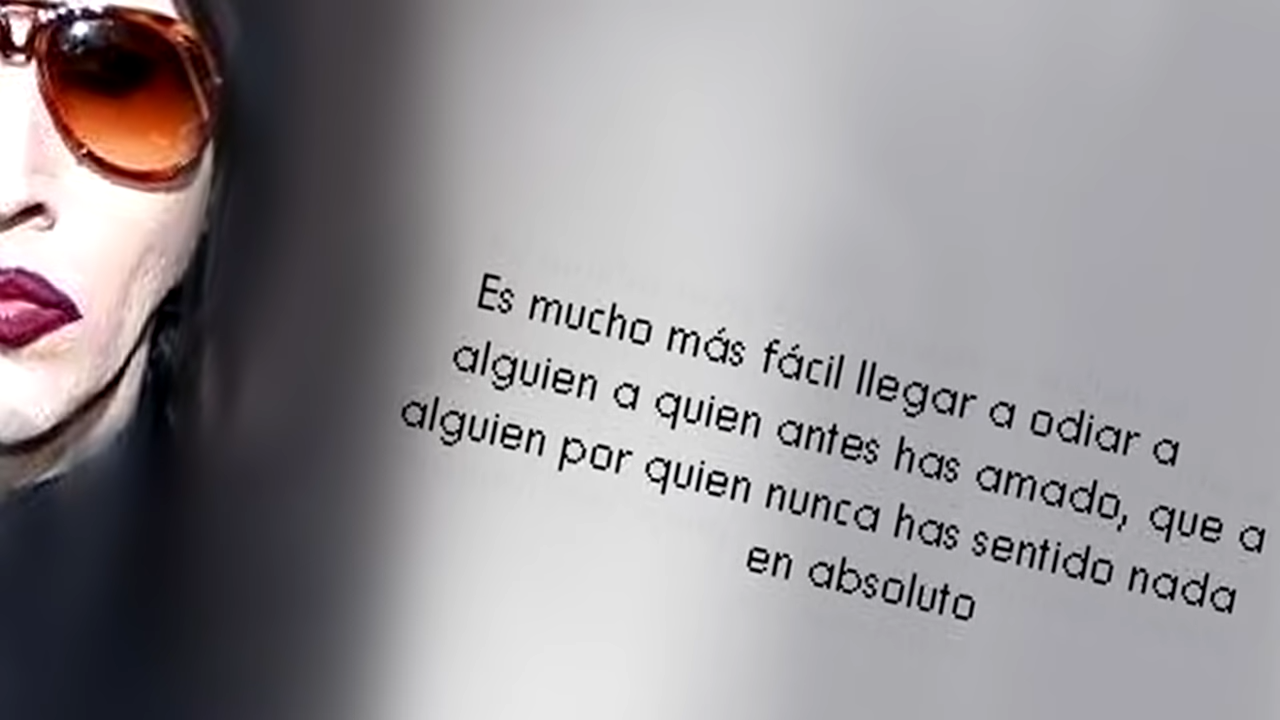 Es mucho más fácil llegar a odiar a
alguien a quien antes has amado, que a
alguien por quien nunca has sentido nada
en absoluto